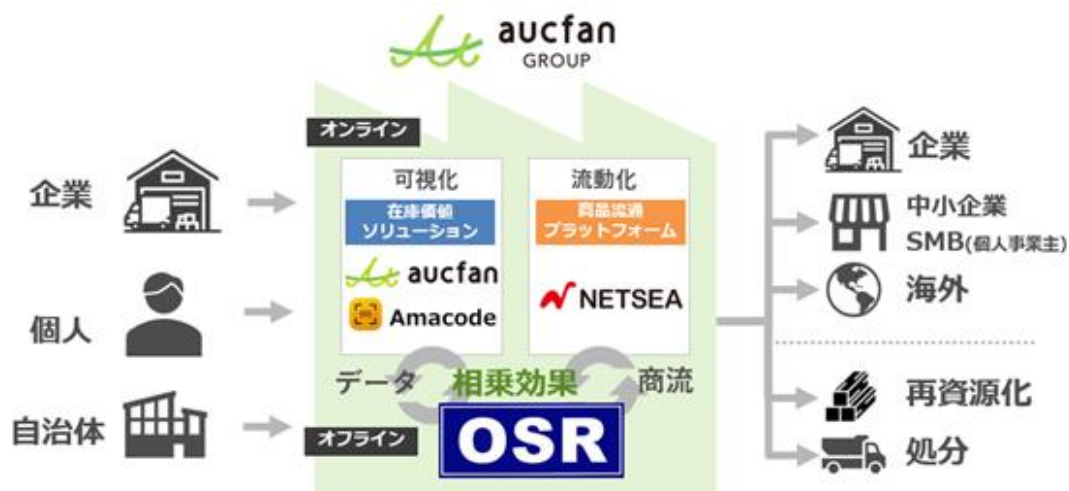 aucfan
GROUP
オンライン
企業
個人
自治体
可視化
在庫価値
ソリューション
aucfan
Amacode
流動化
商品流通
プラットフォーム
NETSEA
データ
相乗効果
商流
オフライン
OSR
企業
中小企業
SMB(個人事業主)
海外
再資源化
処分